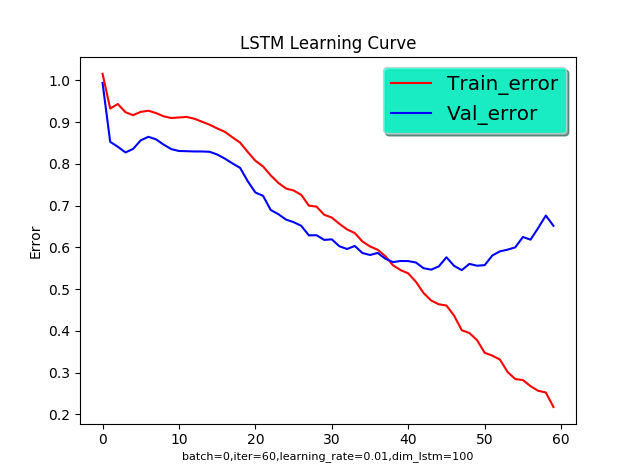 LSTM Learning Curve
Train_error
Val_error
Error
1.0
0.9
0.8
0.7
0.6
0.5
0.4
0.3
0.2
0 10 20 30 40 50 60
batch=0,iter=60,learning_rate=0.01,dim_lstm=100